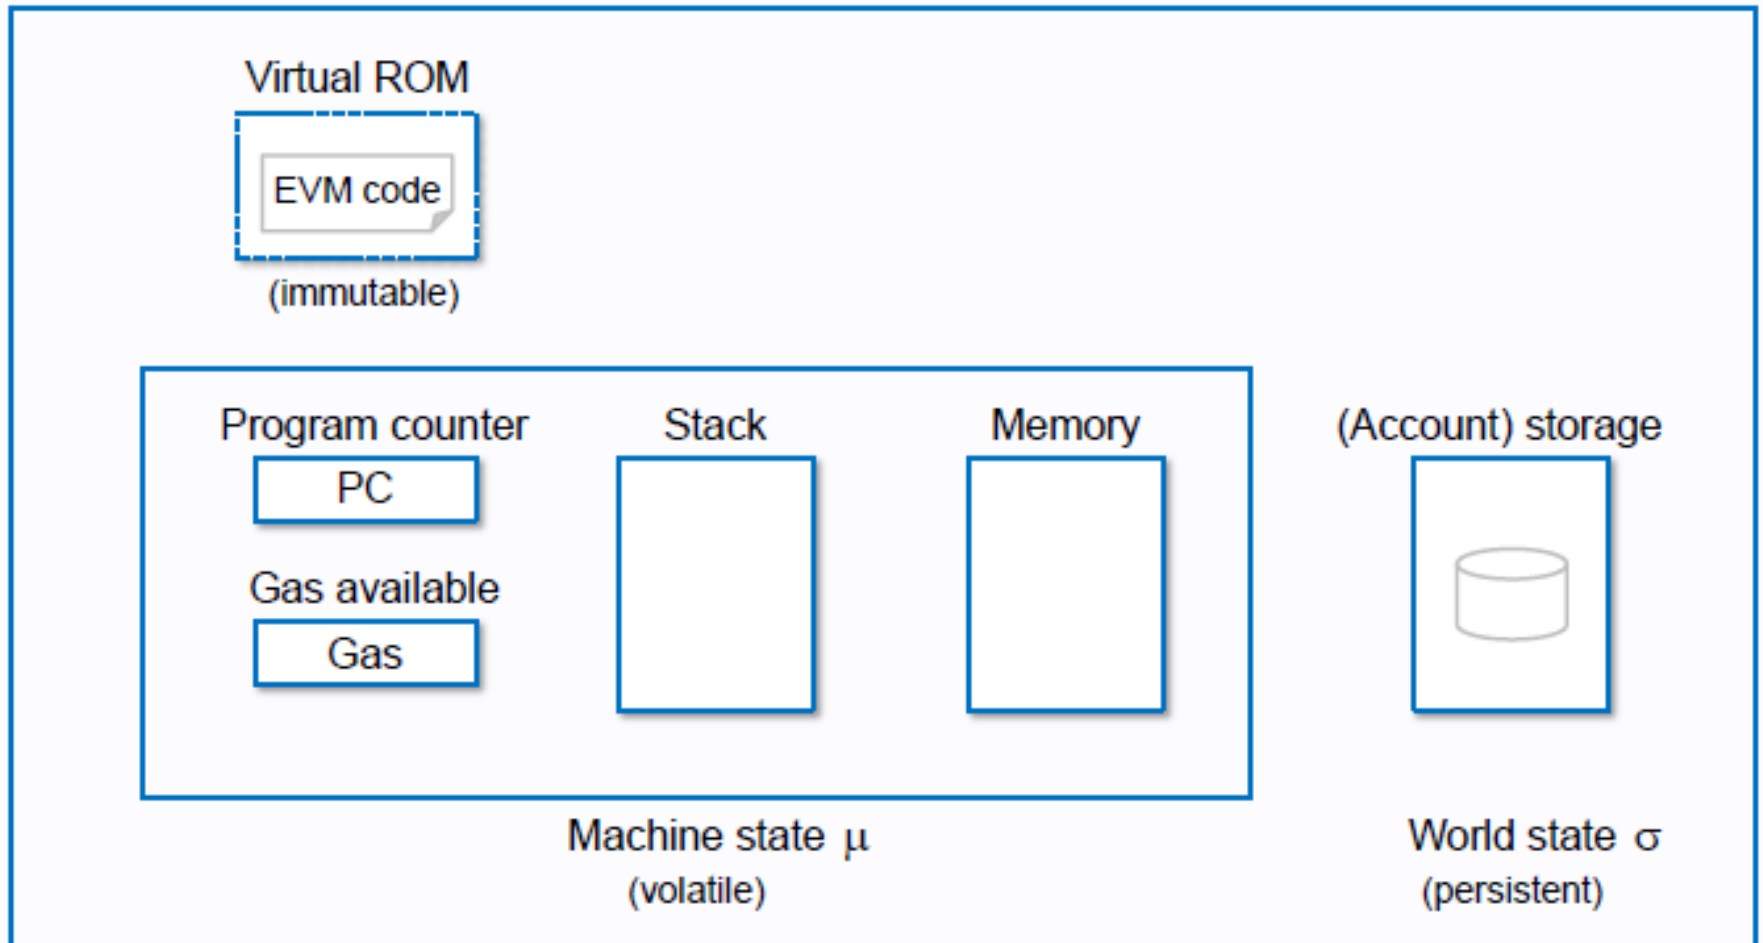 Virtual ROM
EVM code
(immutable)
Program counter
PC
Gas available
Gas
Stack
Memory
Machine state μ
(volatile)
(Account) storage
World state σ
(persistent)